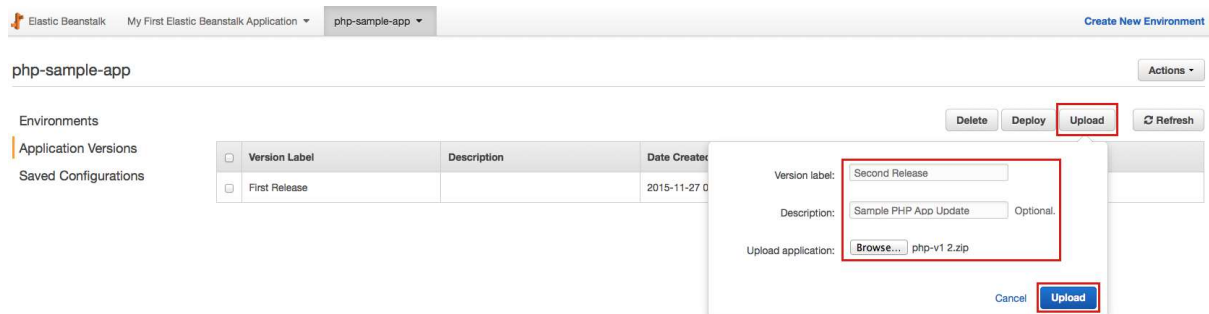 Elastic Beanstalk My First Elastic Beanstalk Application php-sample-app Create New Environment
php-sample-app Actions
Environments
Application Versions
Saved Configurations
Delete Deploy Upload Refresh
Version Label Description Date Created
First Release 2015-11-27 0
Version label: Second Release
Description: Sample PHP App Update Optional.
Upload application: Browse... php-v1 2.zip
Cancel Upload